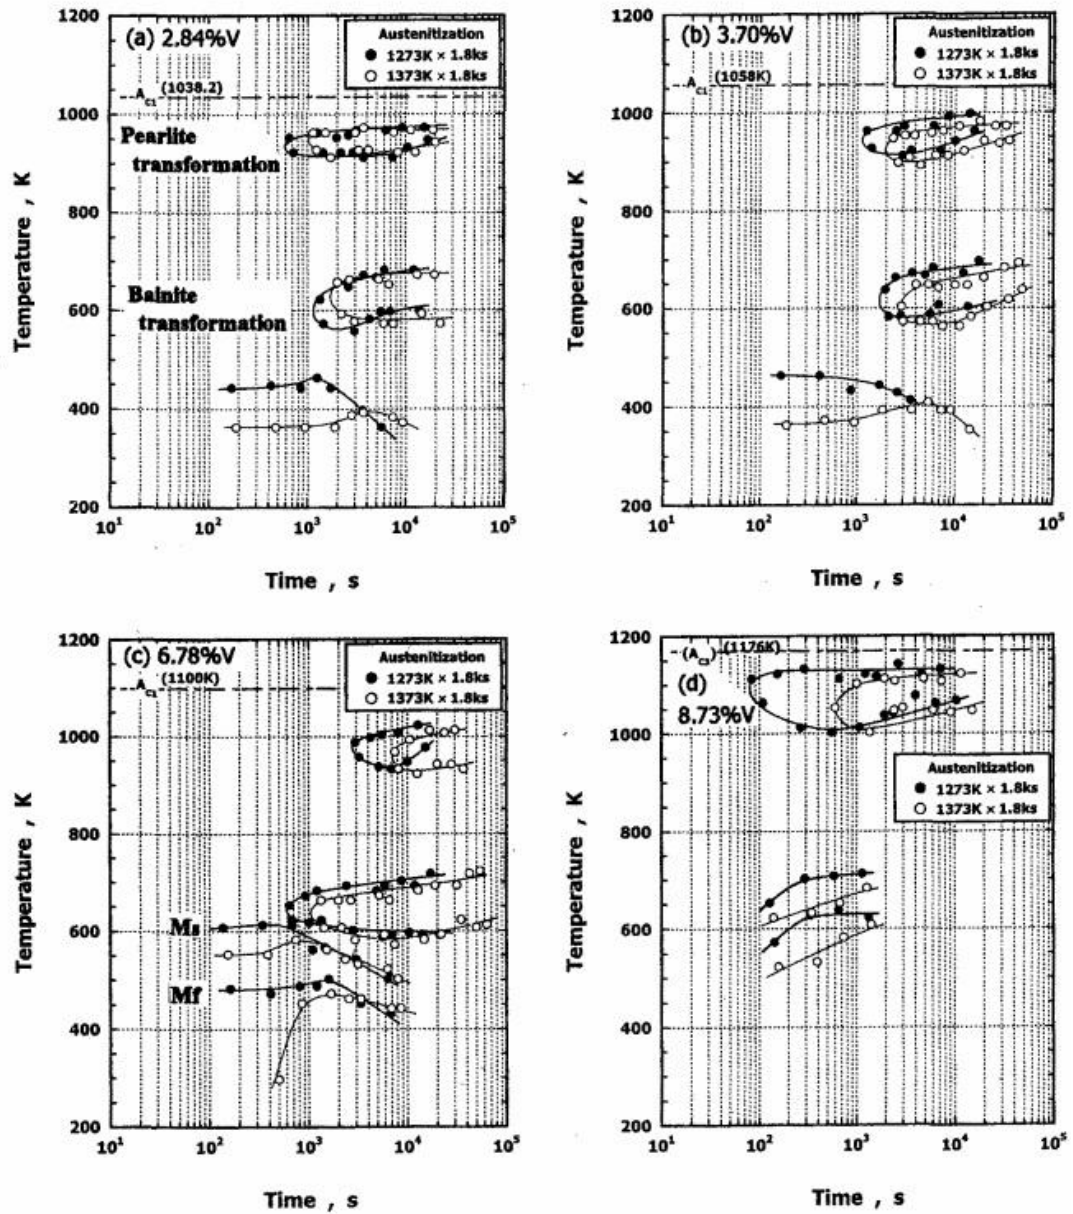 1200
(a) 2.84%V
Austenitization
● 1273K × 1.8ks
○ 1373K × 1.8ks
AC1 (1038.2)
1000
Pearlite
transformation
800
Temperature , K
600
Bainite
transformation
400
200
10¹ 10² 10³ 10⁴ 10⁵
Time , s
1200
(b) 3.70%V
Austenitization
● 1273K × 1.8ks
○ 1373K × 1.8ks
AC1 (1058K)
1000
800
Temperature , K
600
400
200
10¹ 10² 10³ 10⁴ 10⁵
Time , s
1200
(c) 6.78%V
Austenitization
● 1273K × 1.8ks
○ 1373K × 1.8ks
AC1 (1100K)
1000
800
Temperature , K
Ms
600
Mf
400
200
10¹ 10² 10³ 10⁴ 10⁵
Time , s
1200
(AC1) (1176K)
(d)
8.73%V
1000
Austenitization
● 1273K × 1.8ks
○ 1373K × 1.8ks
800
Temperature , K
600
400
200
10¹ 10² 10³ 10⁴ 10⁵
Time , s